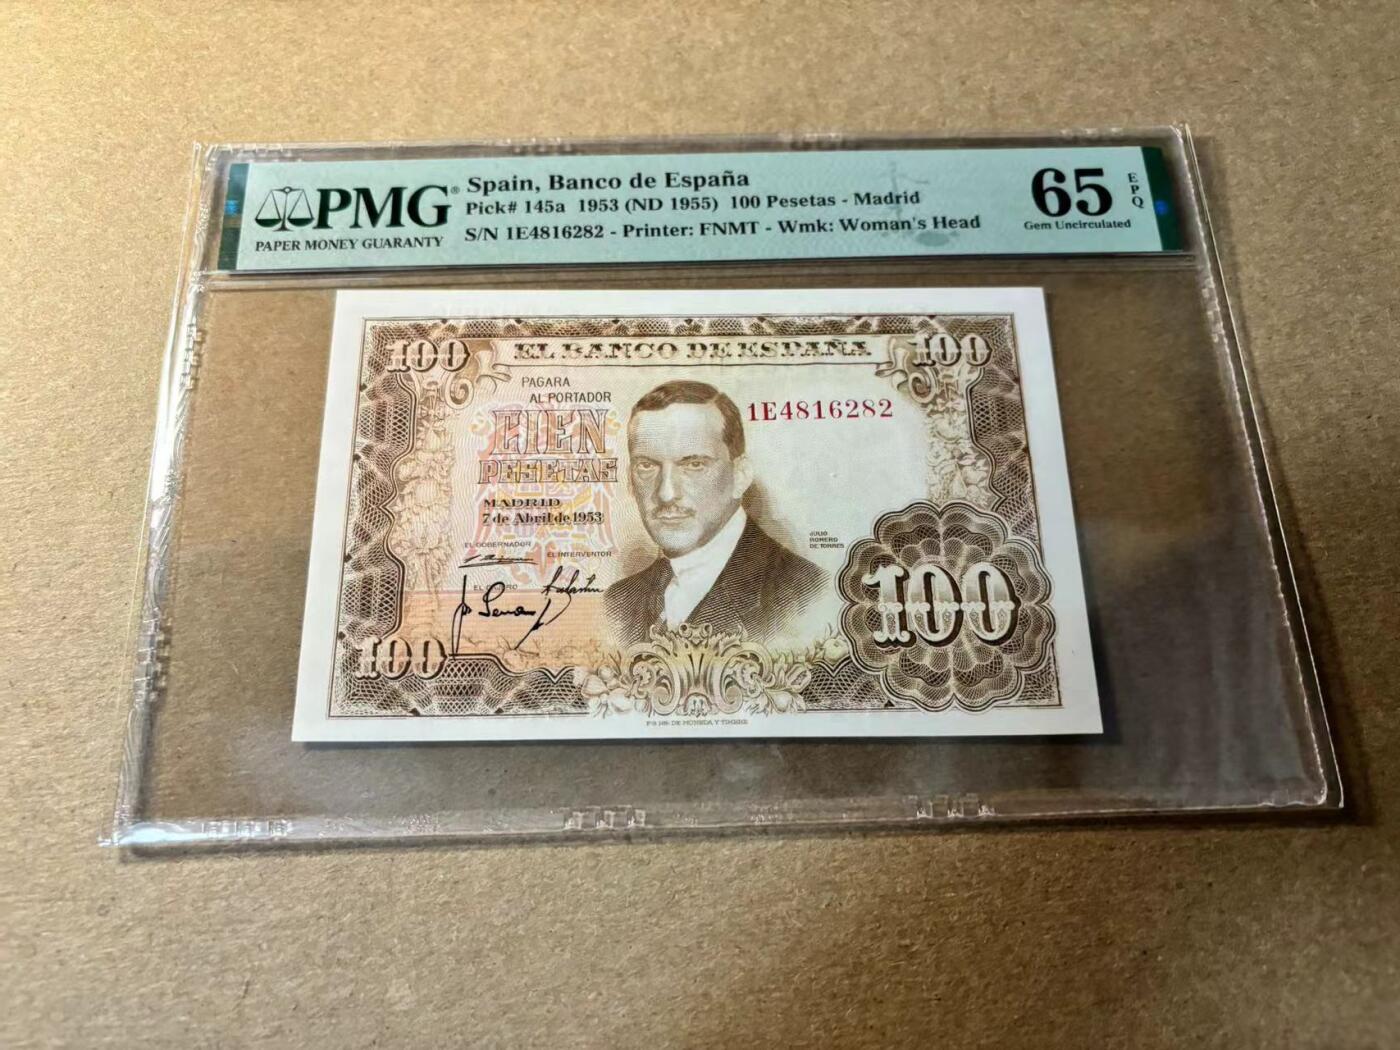 PMG®
PAPER MONEY GUARANTY
Spain, Banco de España
Pick# 145a 1953 (ND 1955) 100 Pesetas - Madrid
S/N 1E4816282 - Printer: FNMT - Wmk: Woman's Head
65
EPQ
Gem Uncirculated
100
EL BANCO DE ESPAÑA
100
PAGARA
AL PORTADOR
1E4816282
CIEN
PESETAS
MADRID
7 de Abril de 1953
EL GOBERNADOR
EL INTERVENTOR
JULIO
ROMERO
DE TORRES
100
100